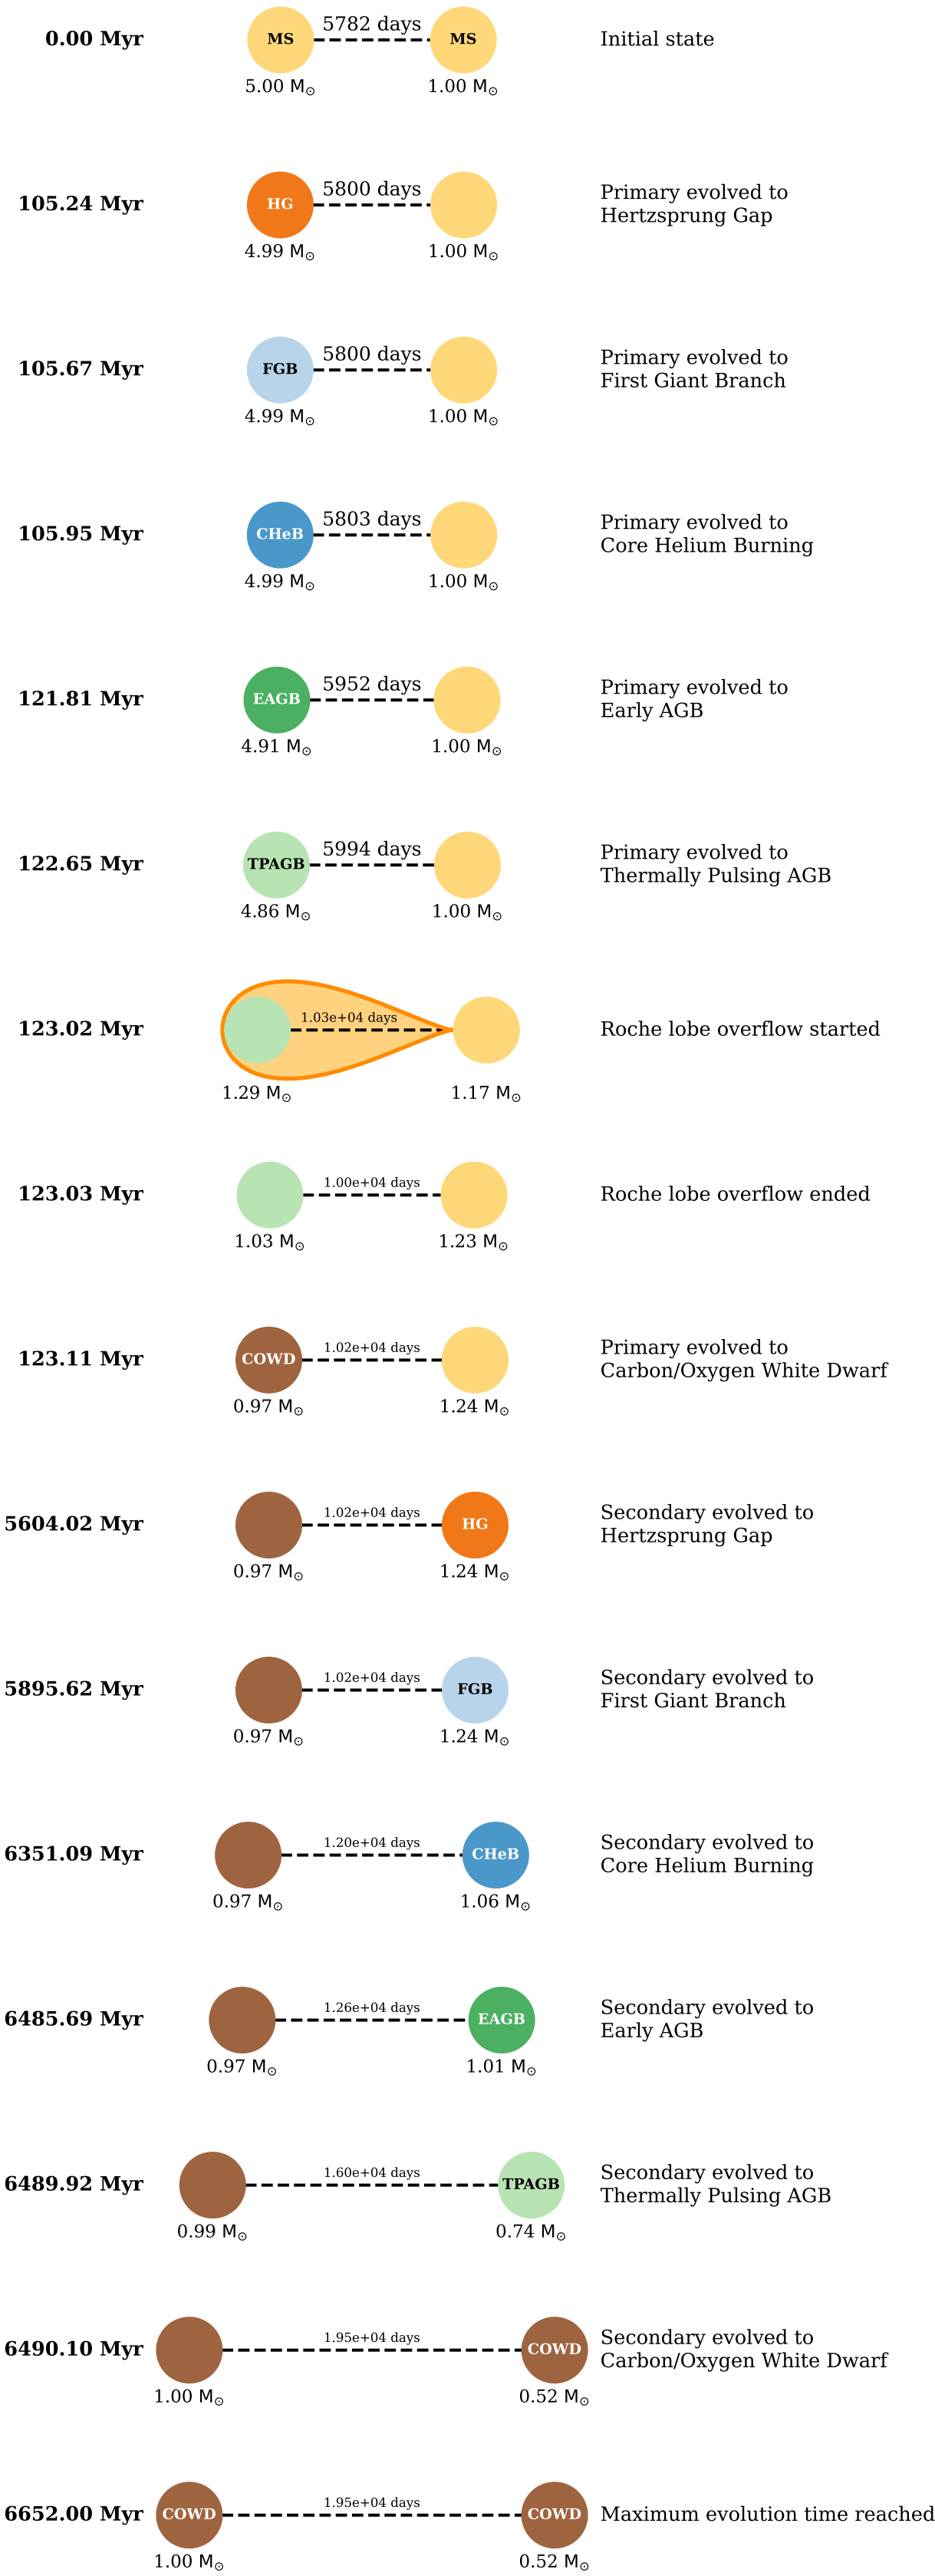 0.00 Myr
MS
5782 days
MS
Initial state
5.00 M☉
1.00 M☉
105.24 Myr
HG
5800 days
Primary evolved to
Hertzsprung Gap
4.99 M☉
1.00 M☉
105.67 Myr
FGB
5800 days
Primary evolved to
First Giant Branch
4.99 M☉
1.00 M☉
105.95 Myr
CHeB
5803 days
Primary evolved to
Core Helium Burning
4.99 M☉
1.00 M☉
121.81 Myr
EAGB
5952 days
Primary evolved to
Early AGB
4.91 M☉
1.00 M☉
122.65 Myr
TPAGB
5994 days
Primary evolved to
Thermally Pulsing AGB
4.86 M☉
1.00 M☉
123.02 Myr
1.03e+04 days
Roche lobe overflow started
1.29 M☉
1.17 M☉
123.03 Myr
1.00e+04 days
Roche lobe overflow ended
1.03 M☉
1.23 M☉
123.11 Myr
COWD
1.02e+04 days
Primary evolved to
Carbon/Oxygen White Dwarf
0.97 M☉
1.24 M☉
5604.02 Myr
1.02e+04 days
HG
Secondary evolved to
Hertzsprung Gap
0.97 M☉
1.24 M☉
5895.62 Myr
1.02e+04 days
FGB
Secondary evolved to
First Giant Branch
0.97 M☉
1.24 M☉
6351.09 Myr
1.20e+04 days
CHeB
Secondary evolved to
Core Helium Burning
0.97 M☉
1.06 M☉
6485.69 Myr
1.26e+04 days
EAGB
Secondary evolved to
Early AGB
0.97 M☉
1.01 M☉
6489.92 Myr
1.60e+04 days
TPAGB
Secondary evolved to
Thermally Pulsing AGB
0.99 M☉
0.74 M☉
6490.10 Myr
1.95e+04 days
COWD
Secondary evolved to
Carbon/Oxygen White Dwarf
1.00 M☉
0.52 M☉
6652.00 Myr
COWD
1.95e+04 days
COWD
Maximum evolution time reached
1.00 M☉
0.52 M☉